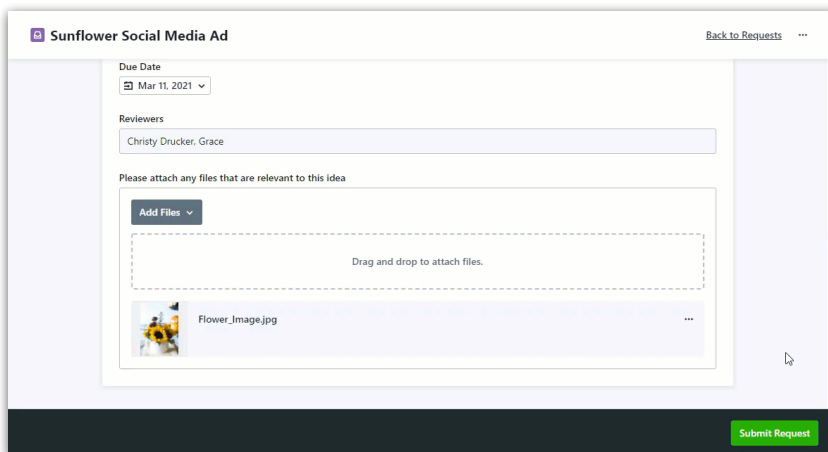 Sunflower Social Media Ad
Back to Requests
Due Date
Mar 11, 2021
Reviewers
Christy Drucker, Grace
Please attach any files that are relevant to this idea
Add Files
Drag and drop to attach files.
Flower_Image.jpg
Submit Request